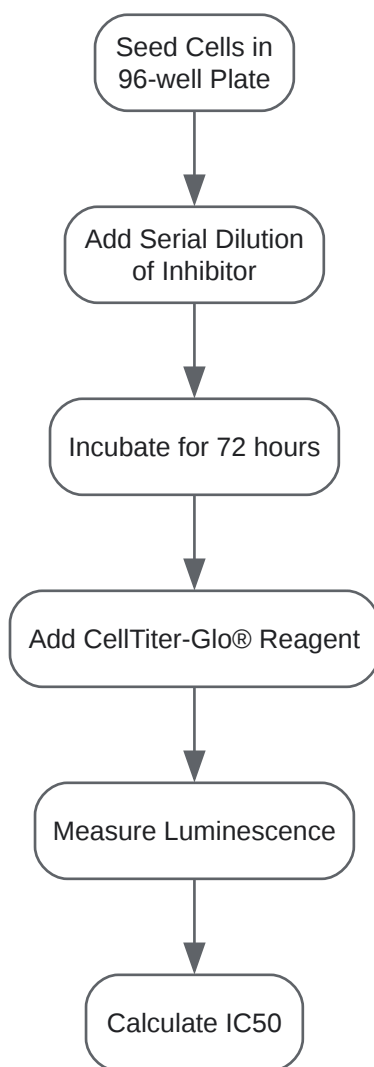 Seed Cells in
96-well Plate
Add Serial Dilution
of Inhibitor
Incubate for 72 hours
Add CellTiter-Glo® Reagent
Measure Luminescence
Calculate IC50